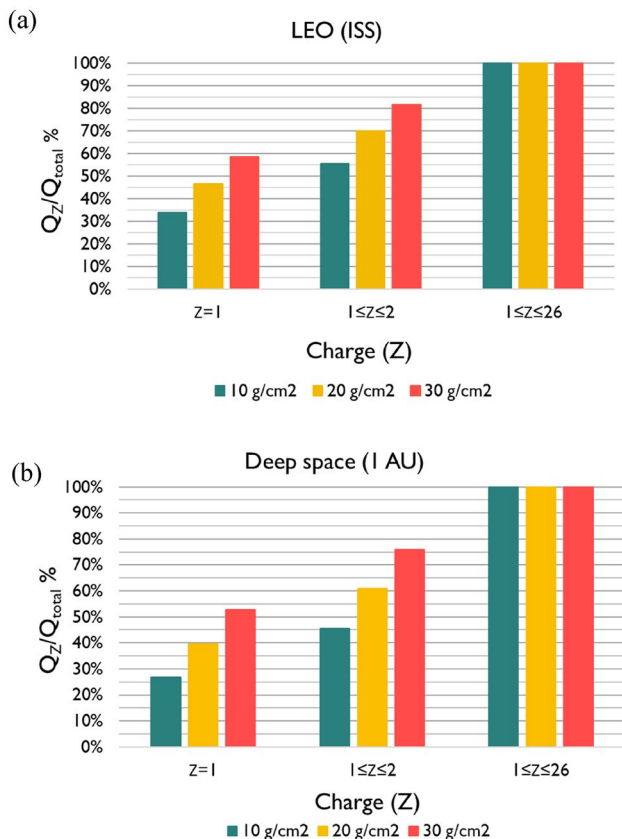 (a)
LEO (ISS)
100%
90%
80%
70%
60%
50%
40%
30%
20%
10%
0%
QZ/Qtotal %
Z=1
1≤Z≤2
1≤Z≤26
Charge (Z)
10 g/cm2 20 g/cm2 30 g/cm2
(b)
Deep space (1 AU)
100%
90%
80%
70%
60%
50%
40%
30%
20%
10%
0%
QZ/Qtotal %
Z=1
1≤Z≤2
1≤Z≤26
Charge (Z)
10 g/cm2 20 g/cm2 30 g/cm2